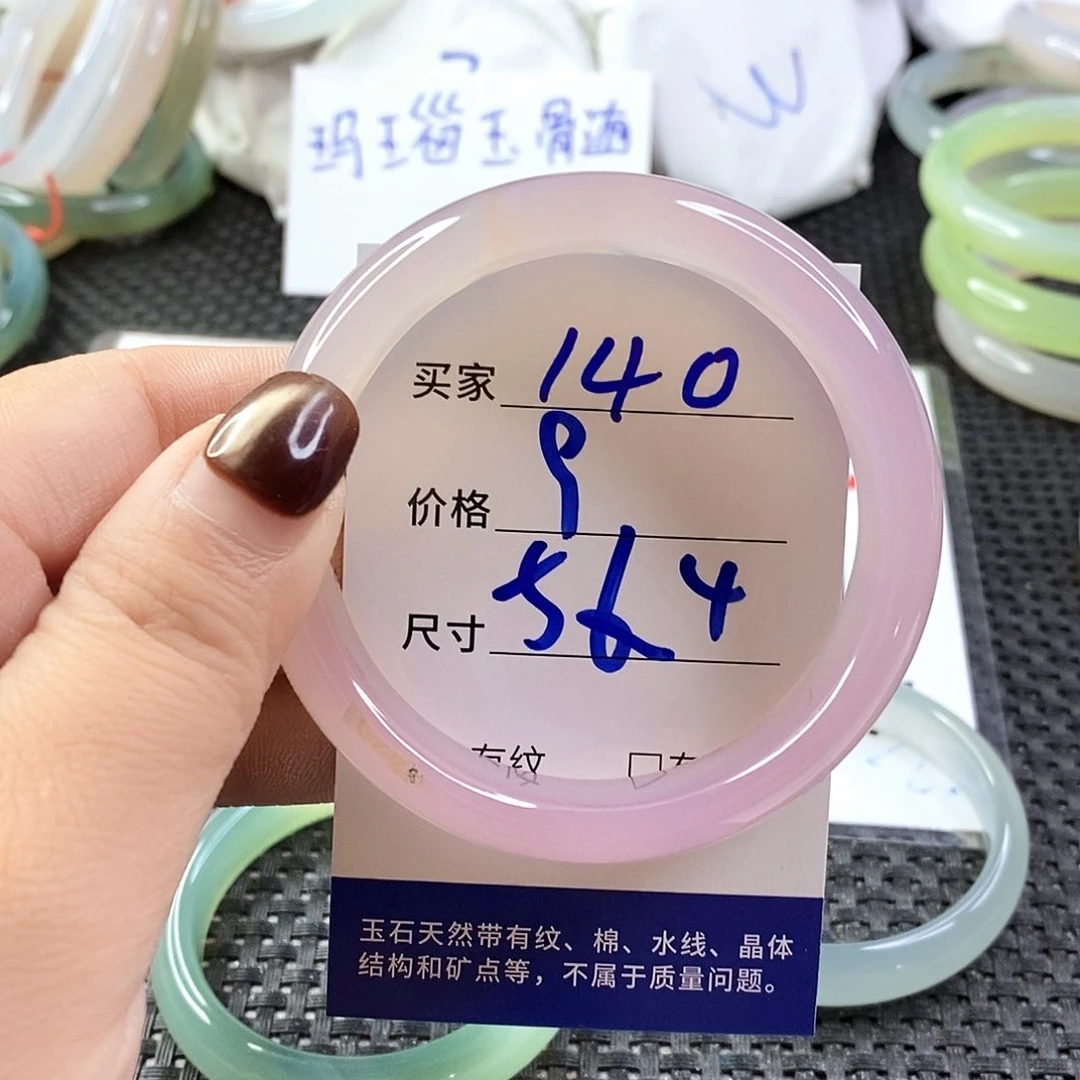 玛瑙玉骨髓
W
买家 140
价格 9
尺寸 56 4
有纹 □有
玉石天然带有纹、棉、水线、晶体
结构和矿点等，不属于质量问题。